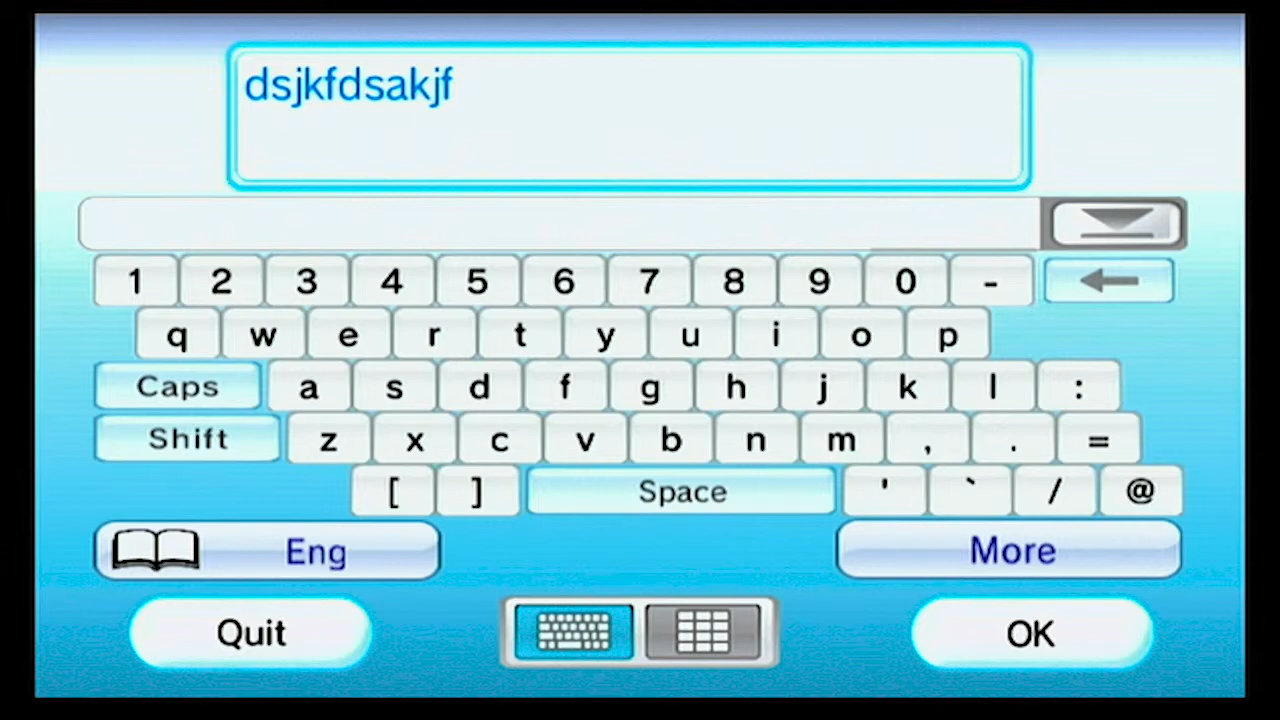 dsjkfdsakjf
1 2 3 4 5 6 7 8 9 0 -
q w e r t y u i o p
Caps a s d f g h j k l :
Shift z x c v b n m , . =
[ ] Space ' ` / @
Eng More
Quit OK